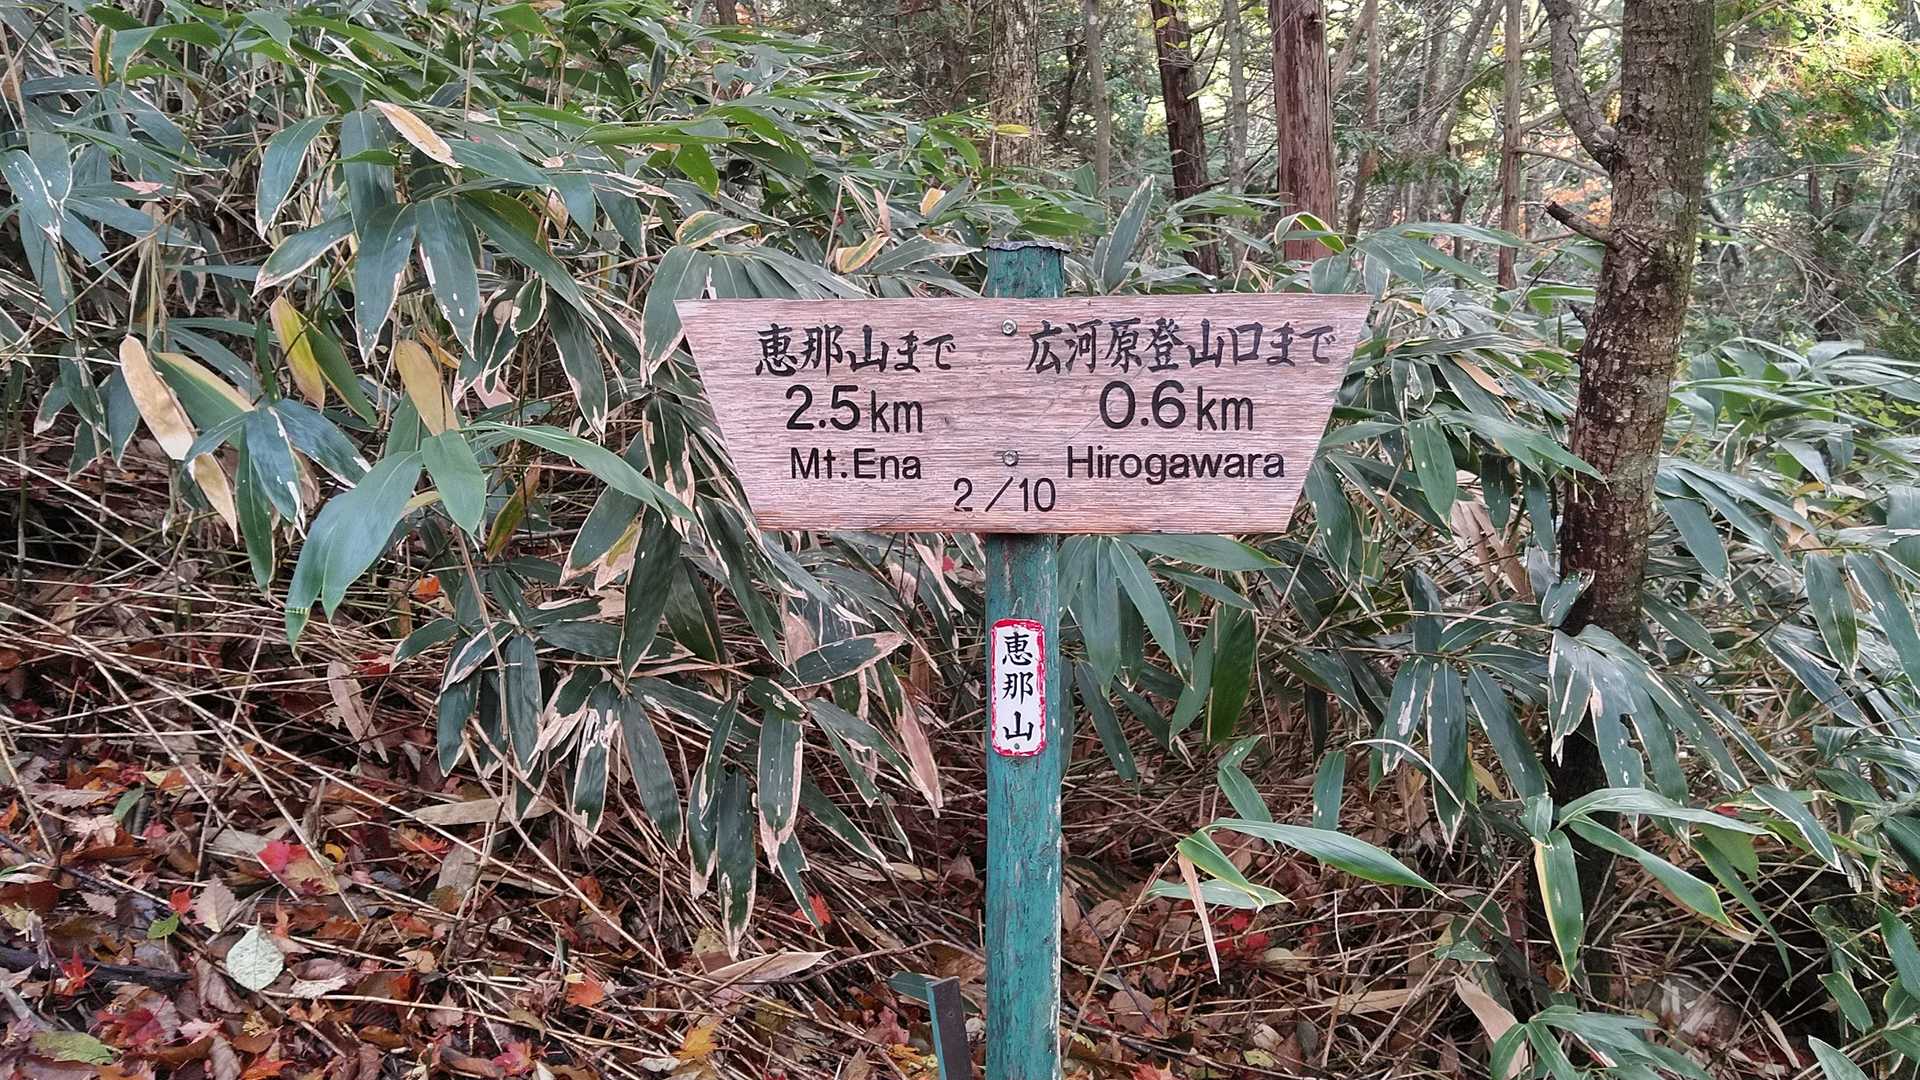 恵那山まで
2.5km
Mt.Ena
広河原登山口まで
0.6km
Hirogawara
2/10
恵那山